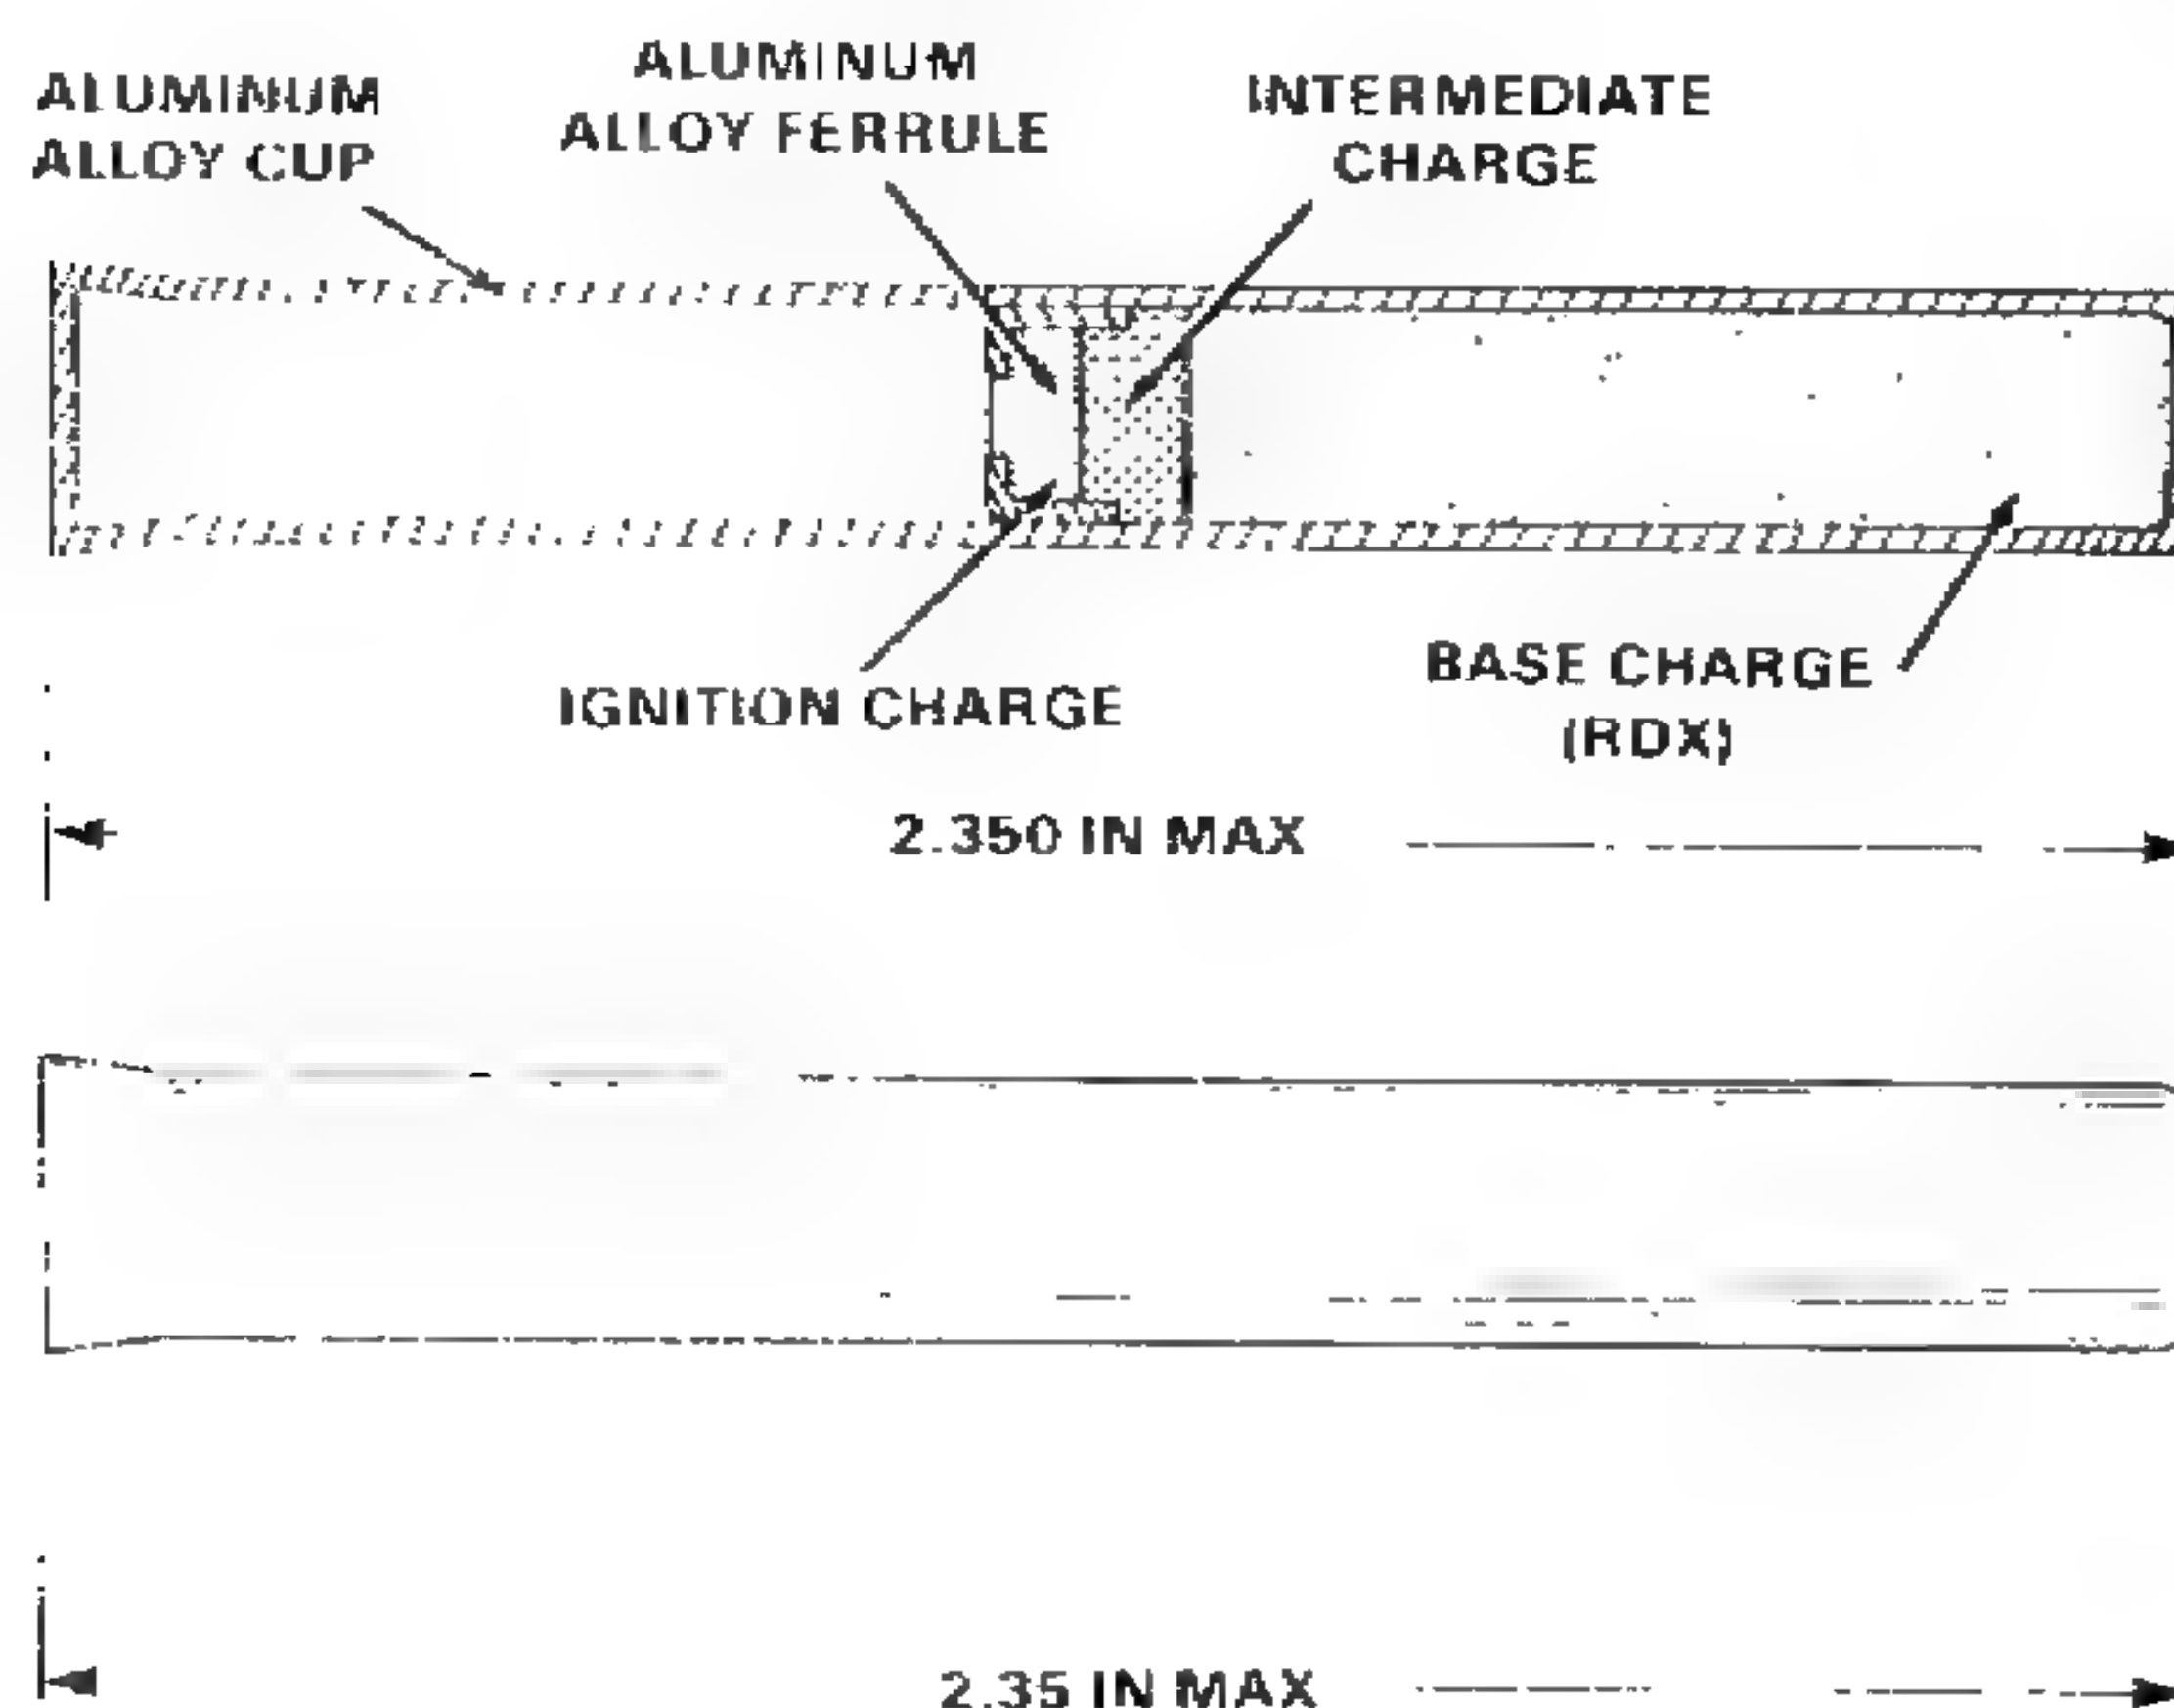 ALUMINUM
ALLOY CUP
ALUMINUM
ALLOY FERRULE
INTERMEDIATE
CHARGE
IGNITION CHARGE
BASE CHARGE
(RDX)
2.350 IN MAX
2.35 IN MAX